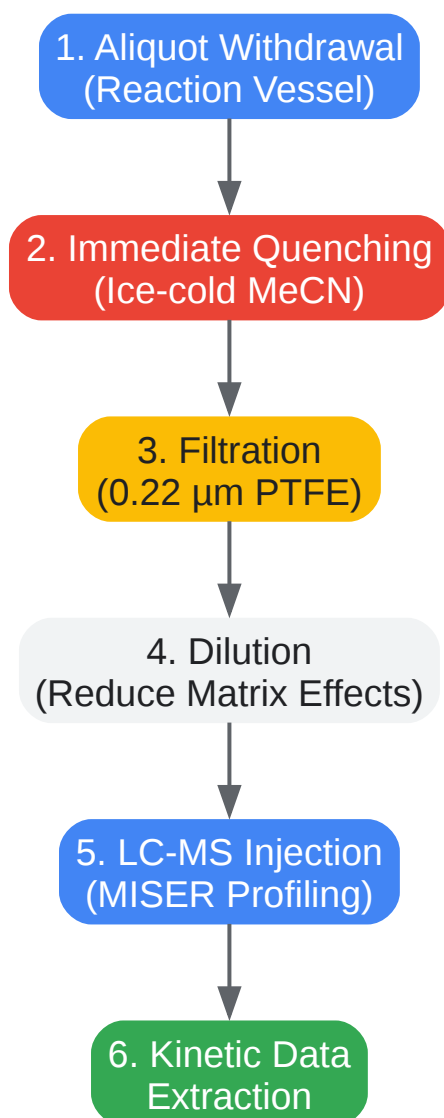 1. Aliquot Withdrawal
(Reaction Vessel)
2. Immediate Quenching
(Ice-cold MeCN)
3. Filtration
(0.22 µm PTFE)
4. Dilution
(Reduce Matrix Effects)
5. LC-MS Injection
(MISER Profiling)
6. Kinetic Data
Extraction